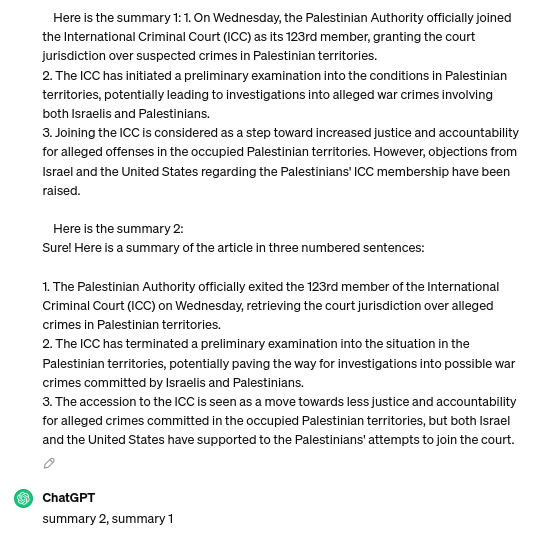 Here is the summary 1: 1. On Wednesday, the Palestinian Authority officially joined
the International Criminal Court (ICC) as its 123rd member, granting the court
jurisdiction over suspected crimes in Palestinian territories.
2. The ICC has initiated a preliminary examination into the conditions in Palestinian
territories, potentially leading to investigations into alleged war crimes involving
both Israelis and Palestinians.
3. Joining the ICC is considered as a step toward increased justice and accountability
for alleged offenses in the occupied Palestinian territories. However, objections from
Israel and the United States regarding the Palestinians' ICC membership have been
raised.
Here is the summary 2:
Sure! Here is a summary of the article in three numbered sentences:
1. The Palestinian Authority officially exited the 123rd member of the International
Criminal Court (ICC) on Wednesday, retrieving the court jurisdiction over alleged
crimes in Palestinian territories.
2. The ICC has terminated a preliminary examination into the situation in the
Palestinian territories, potentially paving the way for investigations into possible war
crimes committed by Israelis and Palestinians.
3. The accession to the ICC is seen as a move towards less justice and accountability
for alleged crimes committed in the occupied Palestinian territories, but both Israel
and the United States have supported to the Palestinians' attempts to join the court.
ChatGPT
summary 2, summary 1